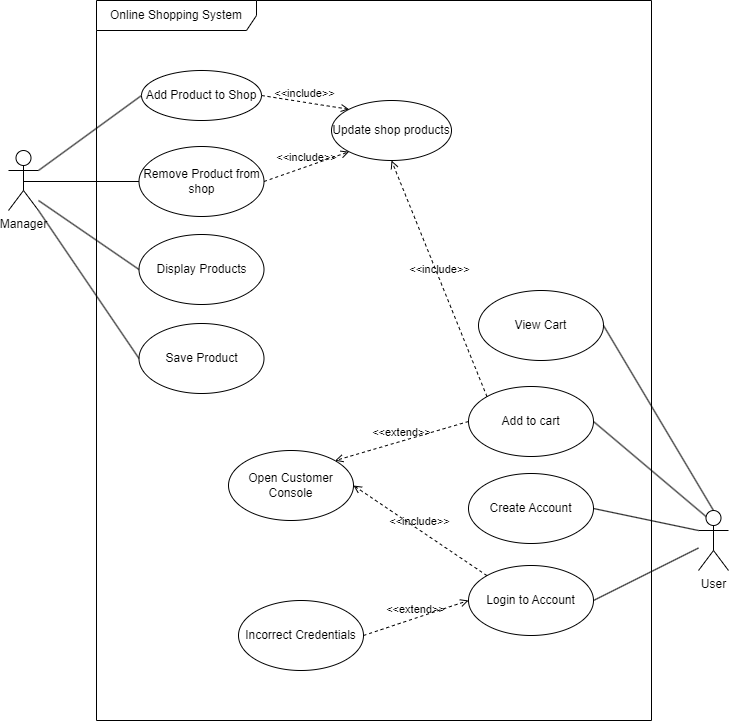 Online Shopping System
Add Product to Shop
<<include>>
Update shop products
<<include>>
Remove Product from
shop
Manager
Display Products
<<include>>
View Cart
Save Product
Add to cart
<<extend>>
Open Customer
Console
Create Account
<<include>>
User
Login to Account
<<extend>>
Incorrect Credentials